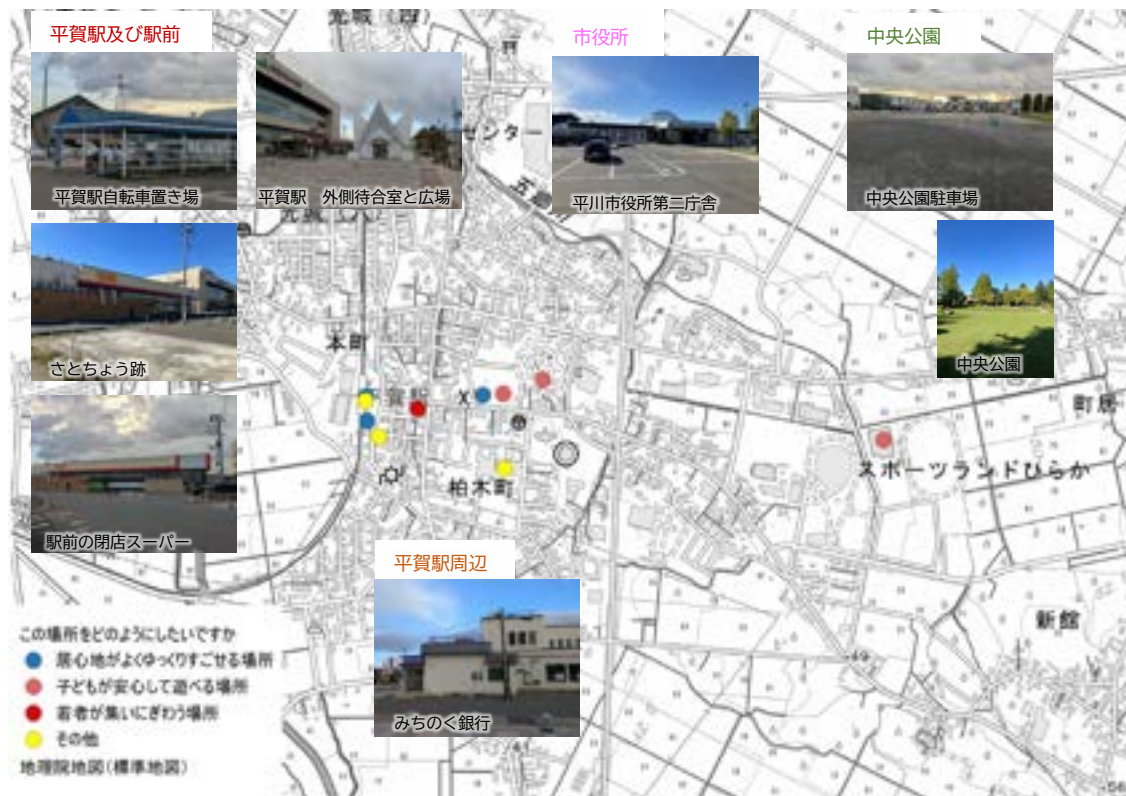 平賀駅及び駅前
市役所
中央公園
平賀駅自転車置き場
平賀駅　外側待合室と広場
平川市役所第二庁舎
中央公園駐車場
センター
さとちょう跡
中央公園
本町
町居
柏木町
スポーツランドひらか
駅前の閉店スーパー
平賀駅周辺
みちのく銀行
新館
この場所をどのようにしたいですか
居心地がよくゆっくりすごせる場所
子どもが安心して遊べる場所
若者が集いにぎわう場所
その他
地理院地図(標準地図)